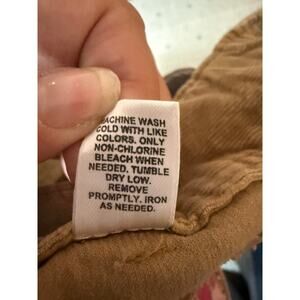 MACHINE WASH
COLD WITH LIKE
COLORS. ONLY
NON-CHLORINE
BLEACH WHEN
NEEDED. TUMBLE
DRY LOW.
REMOVE
PROMPTLY. IRON
AS NEEDED.